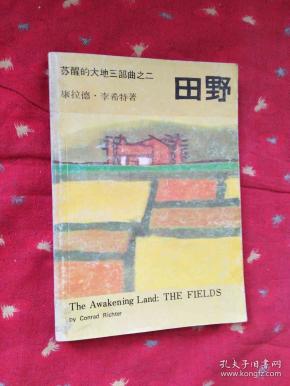 苏醒的大地三部曲之二
田野
康拉德·李希特著
The Awakening Land: THE FIELDS
by Conrad Richter
孔夫子旧书网